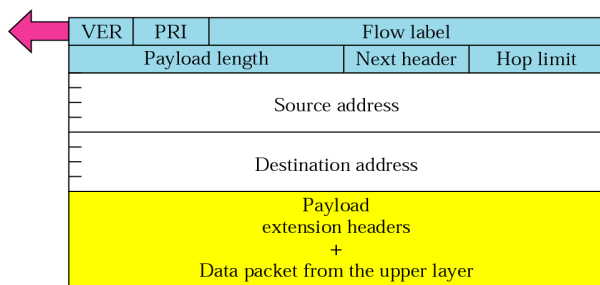 VER PRI Flow label
Payload length Next header Hop limit
Source address
Destination address
Payload
extension headers
+
Data packet from the upper layer